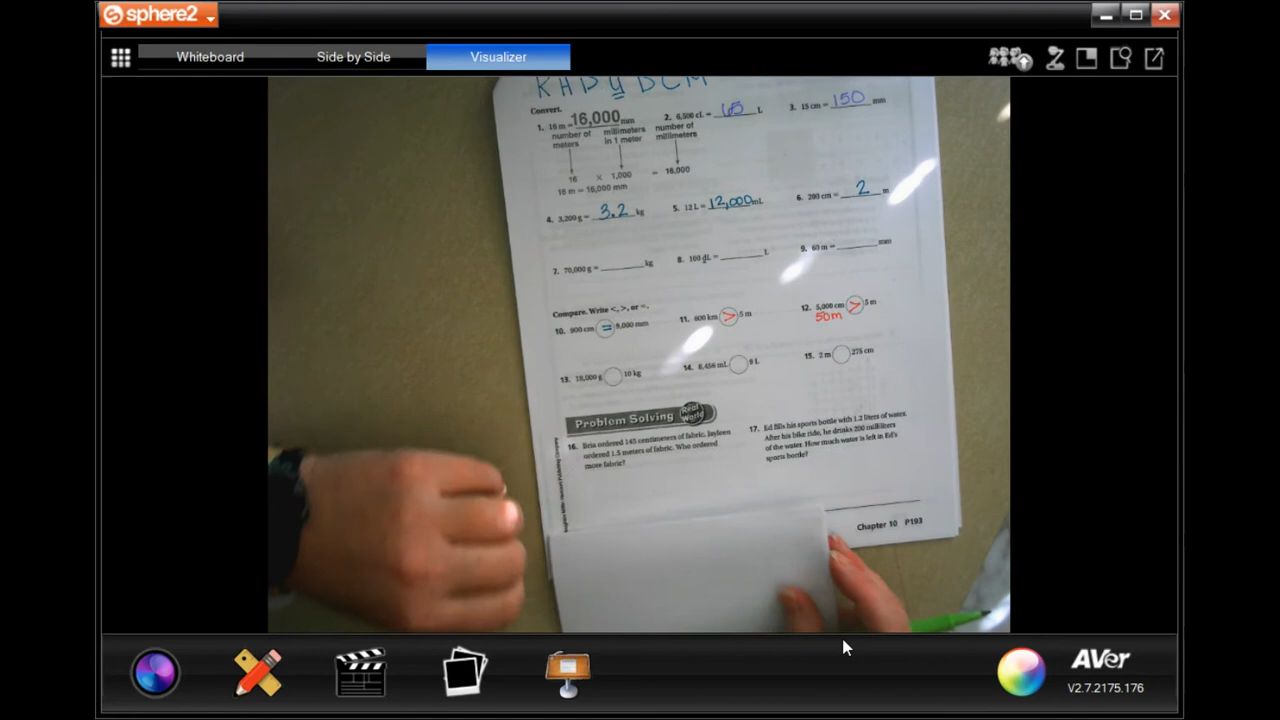 sphere2
Whiteboard Side by Side Visualizer
K H D u D C M
Convert.
1. 16 m = 16,000 mm
2. 6,500 cL = 65 L
3. 15 cm = 150 mm
number of meters
millimeters in 1 meter
number of millimeters
16 × 1,000 = 16,000
16 m = 16,000 mm
4. 3,200 g = 3.2 kg
5. 12 L = 12,000 mL
6. 200 cm = 2 m
7. 70,000 g = ______ kg
8. 100 dL = ______ L
9. 60 m = ______ mm
Compare. Write <, >, or =.
10. 900 cm = 9,000 mm
11. 600 km > 5 m
12. 5,000 cm > 5 m
50m
13. 18,000 g 10 kg
14. 8,456 mL 9 L
15. 2 m 275 cm
Problem Solving Real World
16. Bria ordered 145 centimeters of fabric. Jayleen
ordered 1.5 meters of fabric. Who ordered
more fabric?
17. Ed fills his sports bottle with 1.2 liters of water.
After his bike ride, he drinks 200 milliliters
of the water. How much water is left in Ed's
sports bottle?
Chapter 10 P193
AVer
V2.7.2175.176